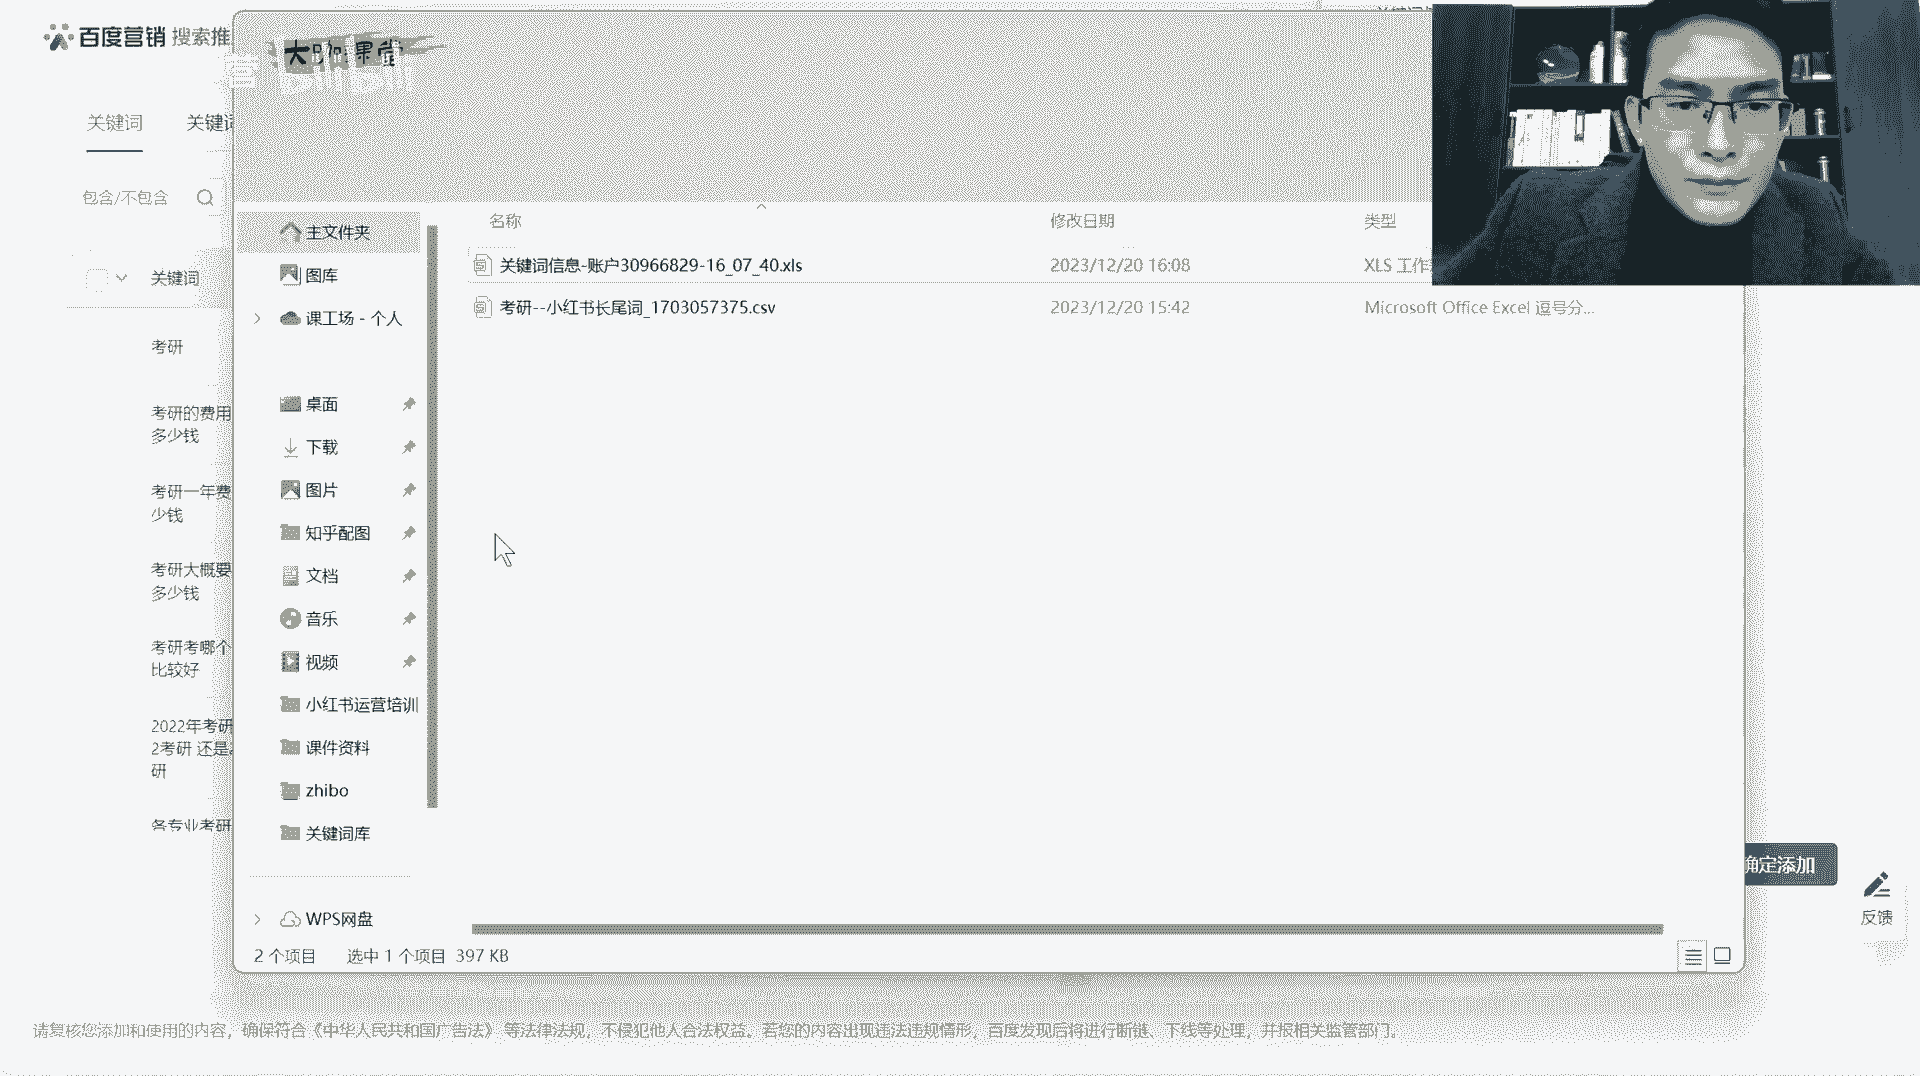 百度营销 搜索推
大 课堂
bilibili
关键词 关键词
包含/不包含
关键词
考研
考研的费用
多少钱
考研一年费
少钱
考研大概要
多少钱
考研考哪个
比较好
2022年考研
2考研 还是
研
各专业考研
主文件夹
图库
课工场 - 个人
桌面
下载
图片
知乎配图
文档
音乐
视频
小红书运营培训
课件资料
zhibo
关键词库
WPS网盘
名称 修改日期 类型
关键词信息-账户30966829-16_07_40.xls 2023/12/20 16:08 XLS 工作
考研--小红书长尾词_1703057375.csv 2023/12/20 15:42 Microsoft Office Excel 逗号分...
2 个项目 选中 1 个项目 397 KB
确定添加
反馈
请复核您添加和使用的内容，确保符合《中华人民共和国广告法》 等法律法规，不侵犯他人合法权益。若您的内容出现违法违规情形，百度发现后将进行断链、下线等处理，并报相关监管部门。